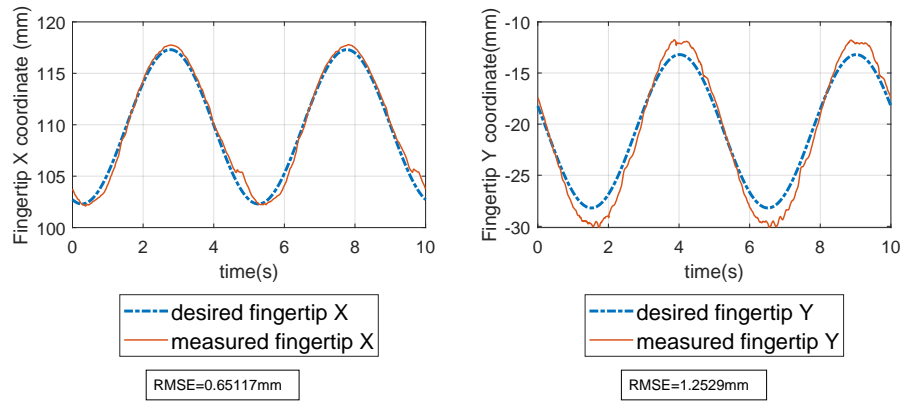 Fingertip X coordinate (mm)
120
115
110
105
100
0 2 4 6 8 10
time(s)
desired fingertip X
measured fingertip X
RMSE=0.65117mm
Fingertip Y coordinate(mm)
-10
-15
-20
-25
-30
0 2 4 6 8 10
time(s)
desired fingertip Y
measured fingertip Y
RMSE=1.2529mm